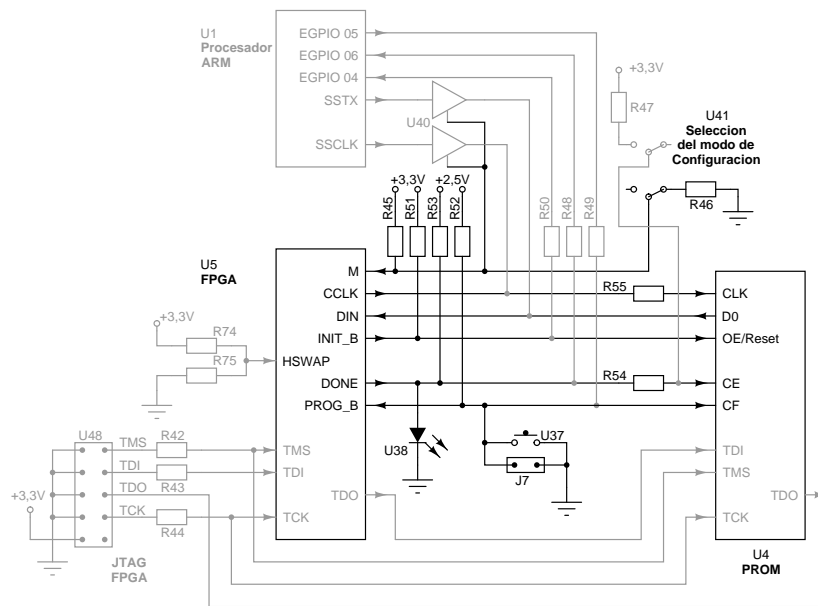 U1
Procesador
ARM
EGPIO 05
EGPIO 06
EGPIO 04
SSTX
SSCLK
U40
+3,3V
R47
U41
Seleccion
del modo de
Configuracion
R46
+3,3V
+2,5V
R45
R51
R53
R52
R50
R48
R49
U5
FPGA
M
CCLK
DIN
INIT_B
HSWAP
DONE
PROG_B
TMS
TDI
TDO
TCK
R55
R54
CLK
D0
OE/Reset
CE
CF
TDI
TMS
TDO
TCK
U4
PROM
+3,3V
R74
R75
U38
U37
J7
U48
TMS
R42
TDI
R43
TDO
TCK
R44
+3,3V
JTAG
FPGA